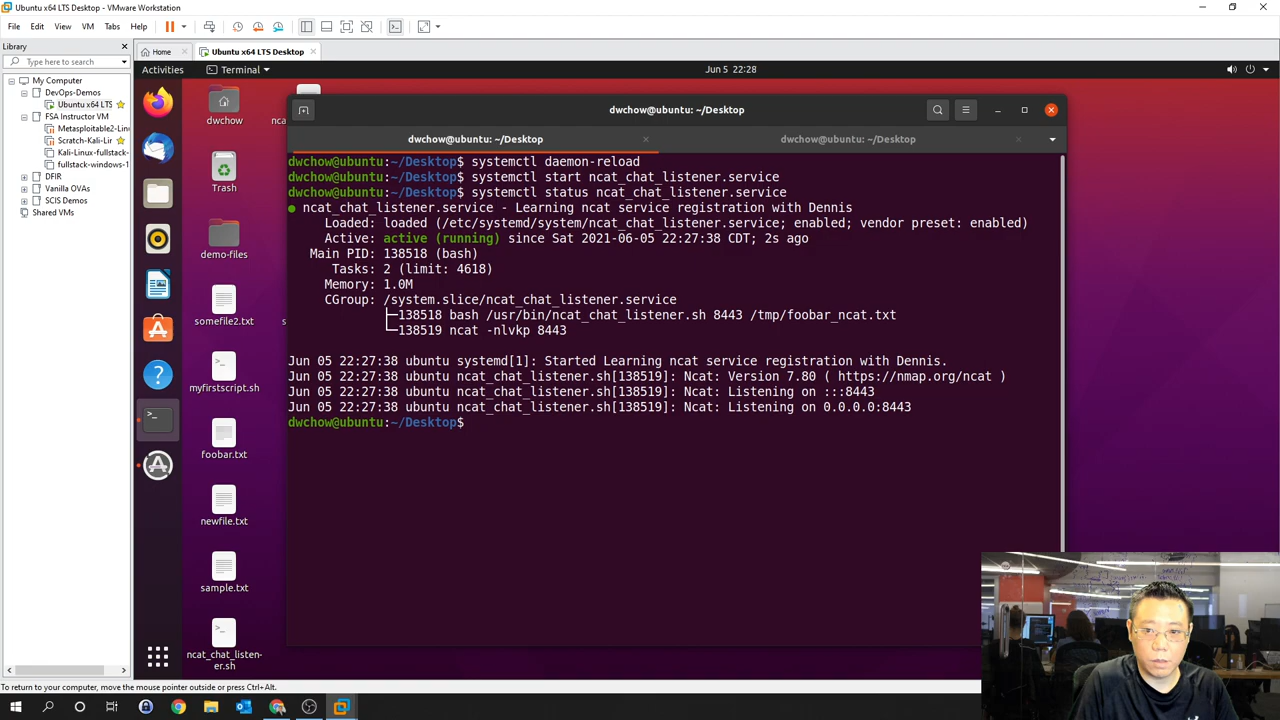 Ubuntu x64 LTS Desktop - VMware Workstation
File Edit View VM Tabs Help
Library
Type here to search
My Computer
DevOps-Demos
Ubuntu x64 LTS
FSA Instructor VM
Metasploitable2-Lin
Scratch-Kali-Lir
Kali-Linux-fullstack-
fullstack-windows-1
DFIR
Vanilla OVAs
SCIS Demos
Shared VMs
Home
Ubuntu x64 LTS Desktop
Activities
Terminal
Jun 5 22:28
dwchow
Trash
demo-files
somefile2.txt
myfirstscript.sh
foobar.txt
newfile.txt
sample.txt
ncat_chat_listen-
er.sh
dwchow@ubuntu: ~/Desktop
dwchow@ubuntu: ~/Desktop
dwchow@ubuntu: ~/Desktop
dwchow@ubuntu:~/Desktop$ systemctl daemon-reload
dwchow@ubuntu:~/Desktop$ systemctl start ncat_chat_listener.service
dwchow@ubuntu:~/Desktop$ systemctl status ncat_chat_listener.service
● ncat_chat_listener.service - Learning ncat service registration with Dennis
Loaded: loaded (/etc/systemd/system/ncat_chat_listener.service; enabled; vendor preset: enabled)
Active: active (running) since Sat 2021-06-05 22:27:38 CDT; 2s ago
Main PID: 138518 (bash)
Tasks: 2 (limit: 4618)
Memory: 1.0M
CGroup: /system.slice/ncat_chat_listener.service
├─138518 bash /usr/bin/ncat_chat_listener.sh 8443 /tmp/foobar_ncat.txt
└─138519 ncat -nlvkp 8443
Jun 05 22:27:38 ubuntu systemd[1]: Started Learning ncat service registration with Dennis.
Jun 05 22:27:38 ubuntu ncat_chat_listener.sh[138519]: Ncat: Version 7.80 ( https://nmap.org/ncat )
Jun 05 22:27:38 ubuntu ncat_chat_listener.sh[138519]: Ncat: Listening on :::8443
Jun 05 22:27:38 ubuntu ncat_chat_listener.sh[138519]: Ncat: Listening on 0.0.0.0:8443
dwchow@ubuntu:~/Desktop$
To return to your computer, move the mouse pointer outside or press Ctrl+Alt.